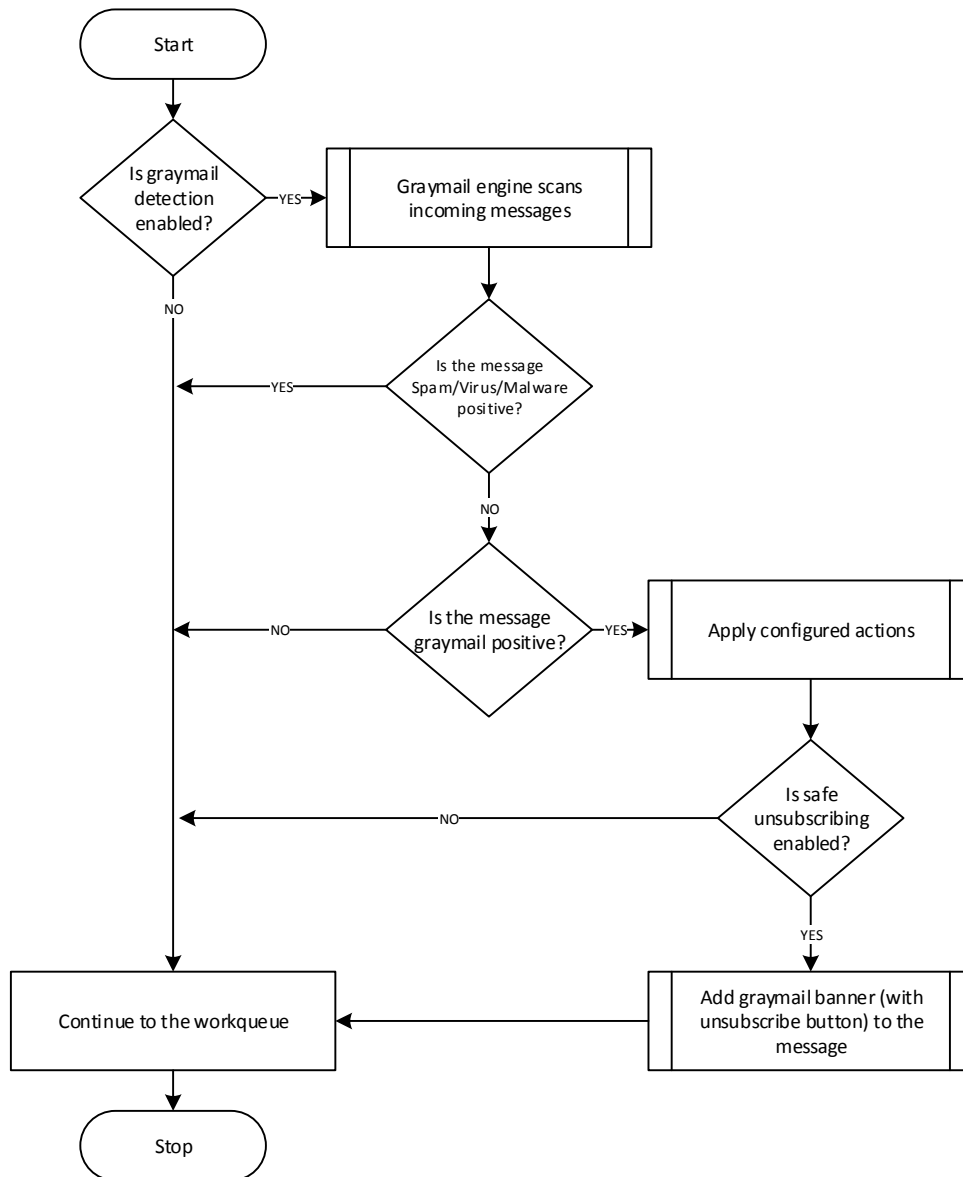 Start
Is graymail
detection
enabled?
YES
Graymail engine scans
incoming messages
NO
Is the message
Spam/Virus/Malware
positive?
YES
NO
Is the message
graymail positive?
NO
YES
Apply configured actions
Is safe
unsubscribing
enabled?
NO
YES
Continue to the workqueue
Add graymail banner (with
unsubscribe button) to the
message
Stop